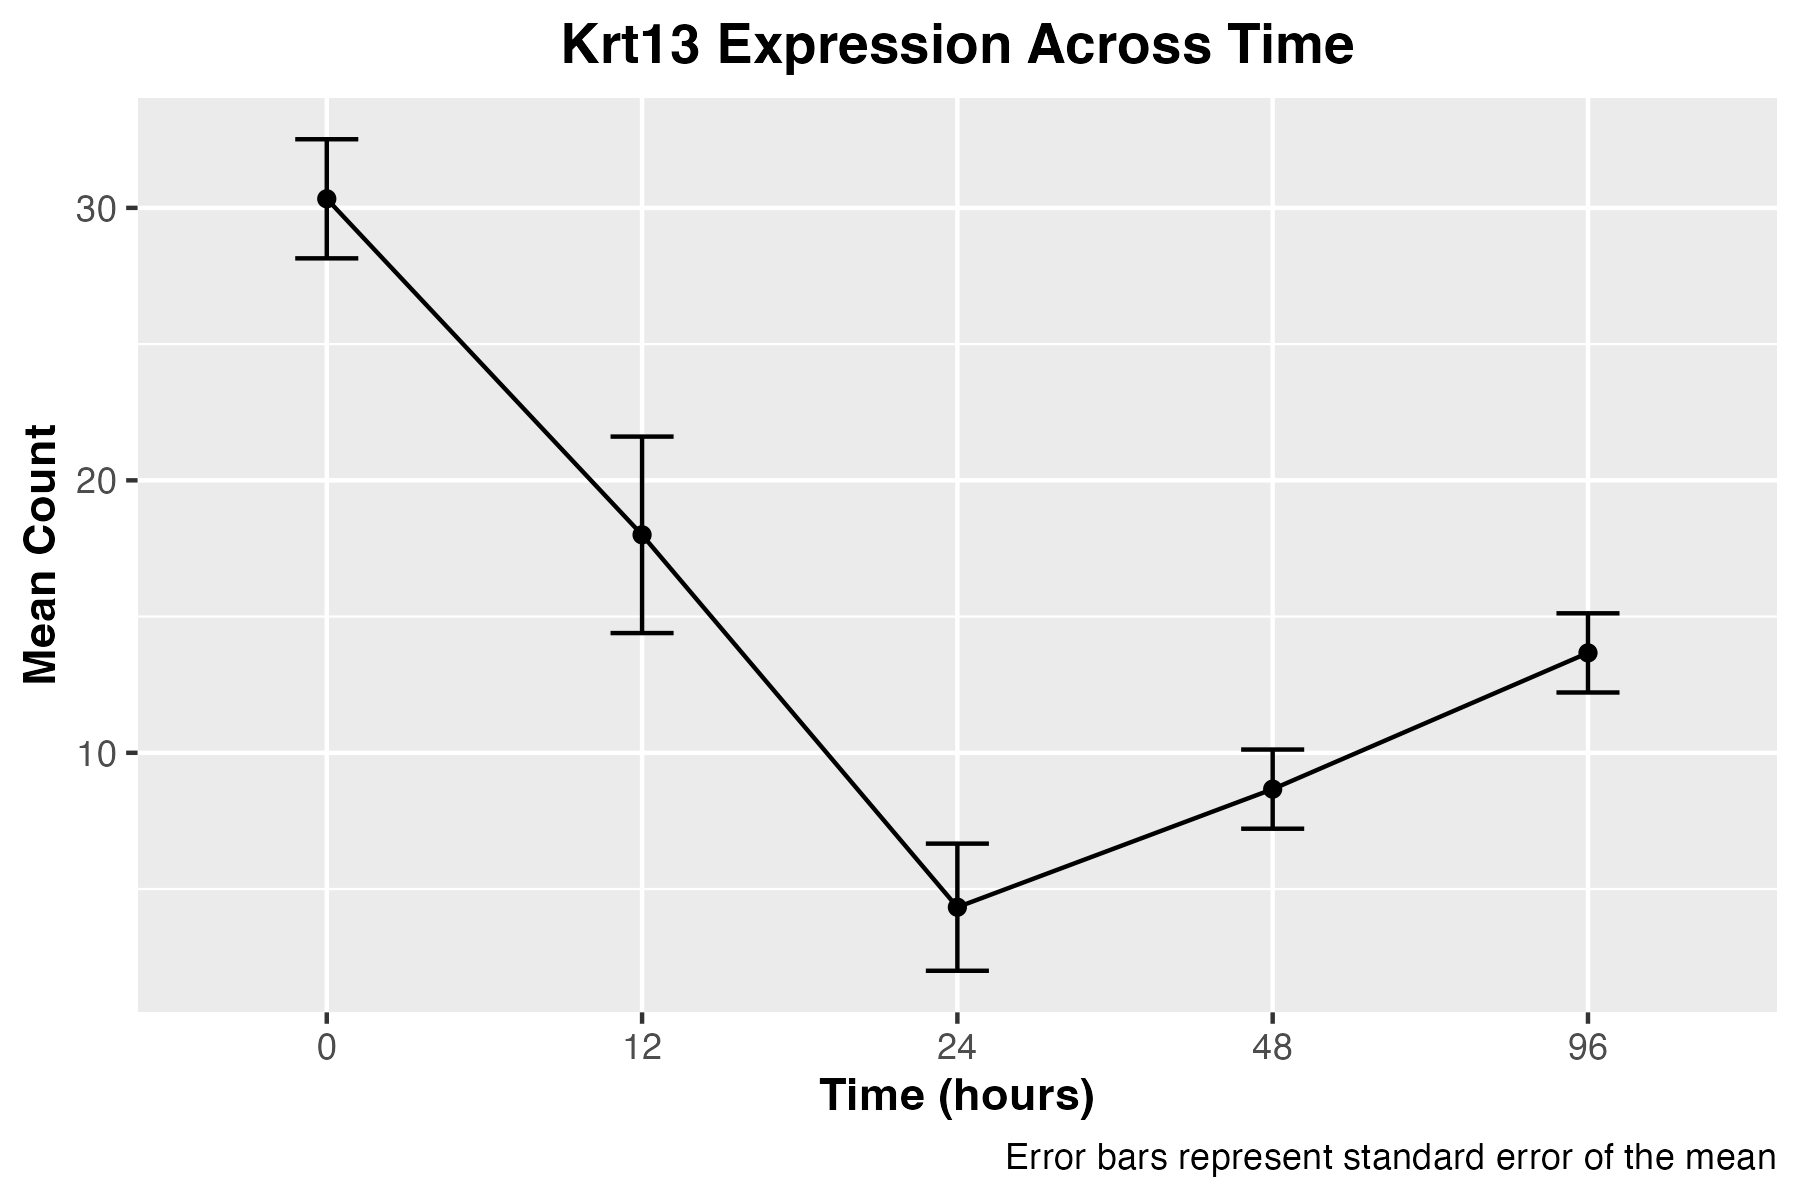 Krt13 Expression Across Time
Mean Count
30
20
10
0 12 24 48 96
Time (hours)
Error bars represent standard error of the mean